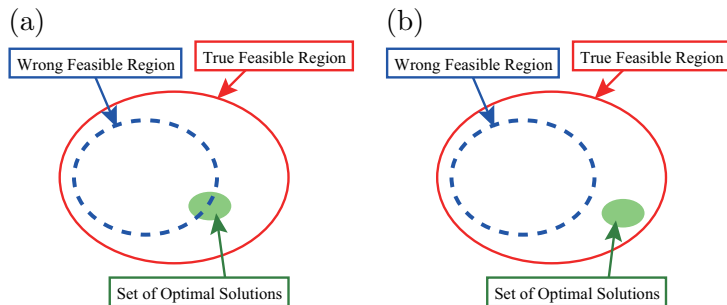 (a)
(b)
True Feasible Region
Wrong Feasible Region
True Feasible Region
Wrong Feasible Region
Set of Optimal Solutions
Set of Optimal Solutions